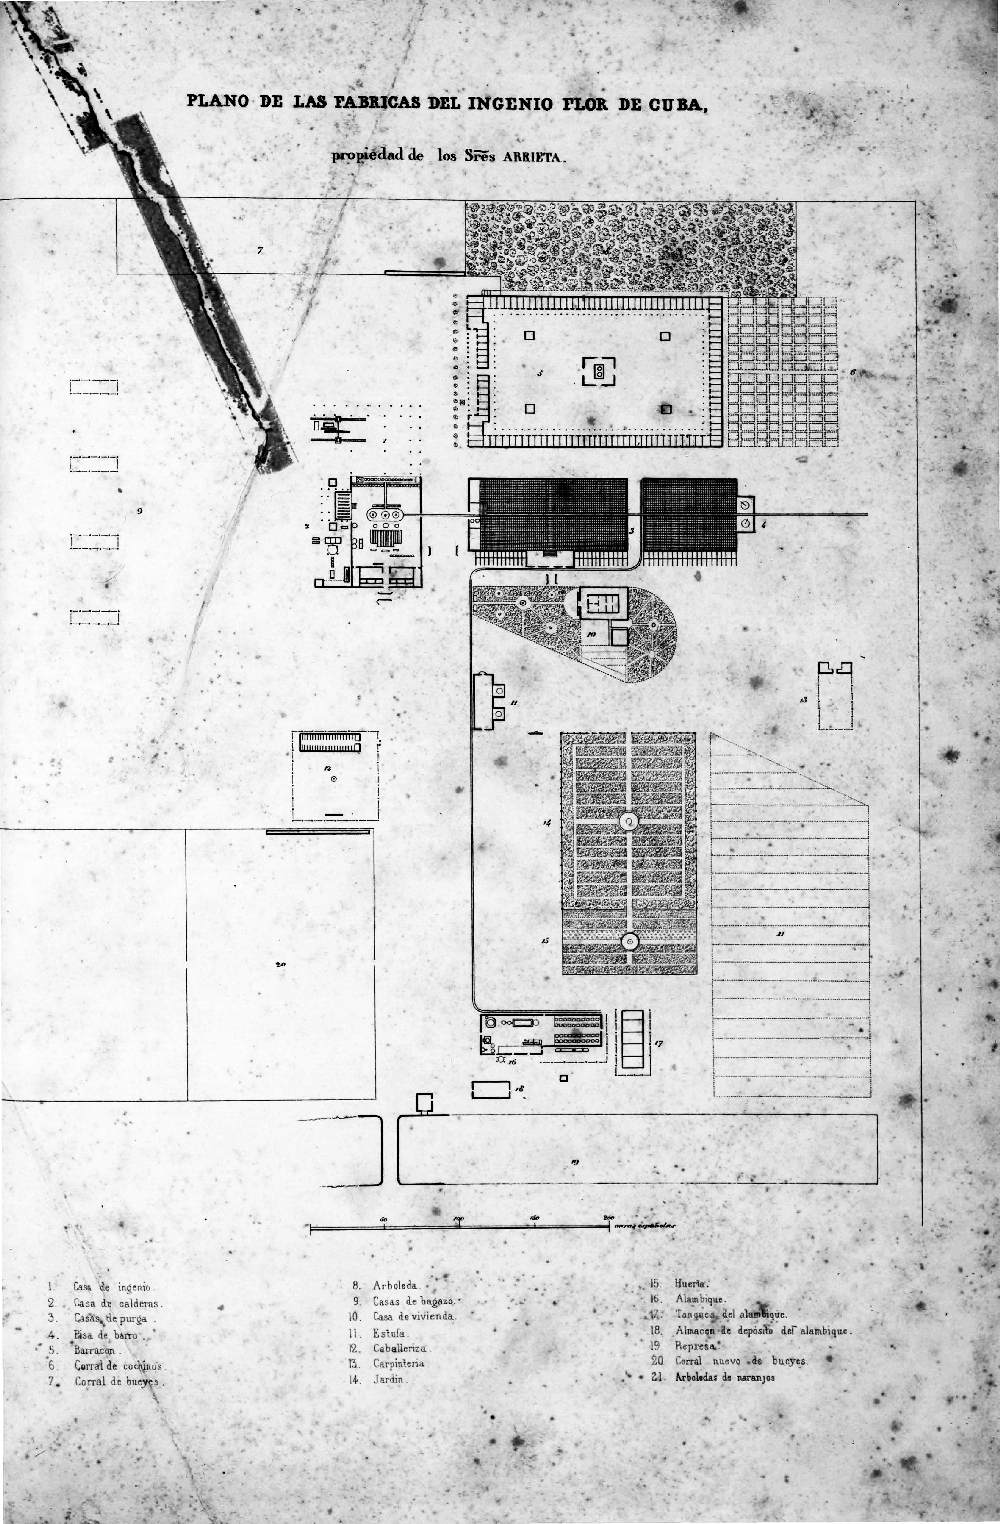 PLANO DE LAS FABRICAS DEL INGENIO FLOR DE CUBA,
propiedad de los Sres ARRIETA.
7
5
6
9
2
3
4
10
11
13
12
14
15
21
20
16
17
18
19
50 100 150 200 varas españolas
1. Casa de ingenio.
2. Casa de calderas.
3. Casas de purga.
4. Pisa de barro.
5. Barracon.
6. Corral de cochinos.
7. Corral de bueyes.
8. Arboleda.
9. Casas de bagazo.
10. Casa de vivienda.
11. Estufa.
12. Caballeriza.
13. Carpinteria
14. Jardin.
15. Huerta.
16. Alambique.
17. Tanques del alambique.
18. Almacen de depósito del alambique.
19 Represa.
20 Corral nuevo de bueyes.
21. Arboledas de naranjos